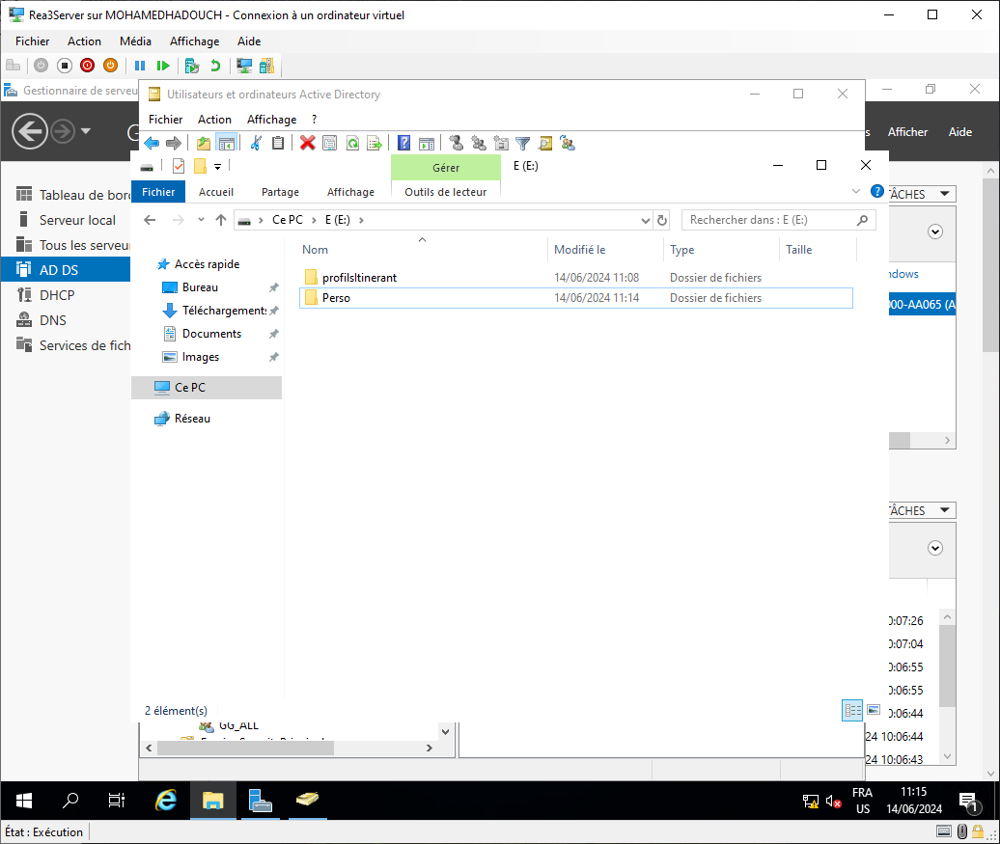 Rea3Server sur MOHAMEDHADOUCH - Connexion à un ordinateur virtuel
Fichier Action Média Affichage Aide
Gestionnaire de serveu
Utilisateurs et ordinateurs Active Directory
Fichier Action Affichage ?
Afficher Aide
Gérer E (E:)
Fichier Accueil Partage Affichage Outils de lecteur
Ce PC > E (E:) >
Rechercher dans : E (E:)
Tableau de bord
Serveur local
Tous les serveu
AD DS
DHCP
DNS
Services de fich
Accès rapide
Bureau
Téléchargements
Documents
Images
Ce PC
Réseau
Nom Modifié le Type Taille
profilsItinerant 14/06/2024 11:08 Dossier de fichiers
Perso 14/06/2024 11:14 Dossier de fichiers
2 élément(s)
TÂCHES
ndows
000-AA065 (A
TÂCHES
0:07:26
0:07:04
0:06:55
0:06:55
0:06:44
24 10:06:44
24 10:06:43
GG_ALL
FRA
US
11:15
14/06/2024
1
État : Exécution